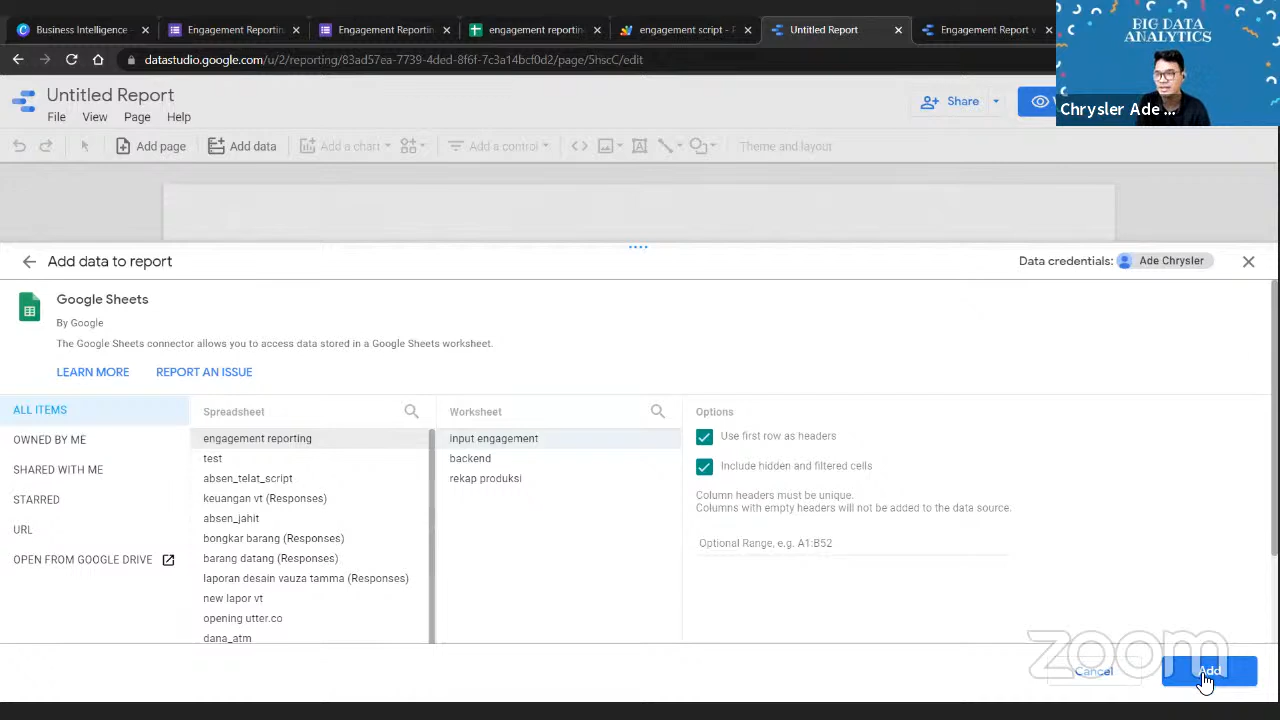 Business Intelligence
Engagement Reporting
Engagement Reporting
engagement reportin
engagement script -
Untitled Report
Engagement Report
BIG DATA
ANALYTICS
datastudio.google.com/u/2/reporting/83ad57ea-7739-4ded-8f6f-7c3a14bcf0d2/page/5hscC/edit
Untitled Report
Share
Chrysler Ade ...
File View Page Help
Add page
Add data
Add a chart
Add a control
Theme and layout
Add data to report
Data credentials: Ade Chrysler
Google Sheets
By Google
The Google Sheets connector allows you to access data stored in a Google Sheets worksheet.
LEARN MORE REPORT AN ISSUE
ALL ITEMS
OWNED BY ME
SHARED WITH ME
STARRED
URL
OPEN FROM GOOGLE DRIVE
Spreadsheet
engagement reporting
test
absen_telat_script
keuangan vt (Responses)
absen_jahit
bongkar barang (Responses)
barang datang (Responses)
laporan desain vauza tamma (Responses)
new lapor vt
opening utter.co
dana_atm
Worksheet
input engagement
backend
rekap produksi
Options
Use first row as headers
Include hidden and filtered cells
Column headers must be unique.
Columns with empty headers will not be added to the data source.
Optional Range, e.g. A1:B52
zoom
Cancel
Add